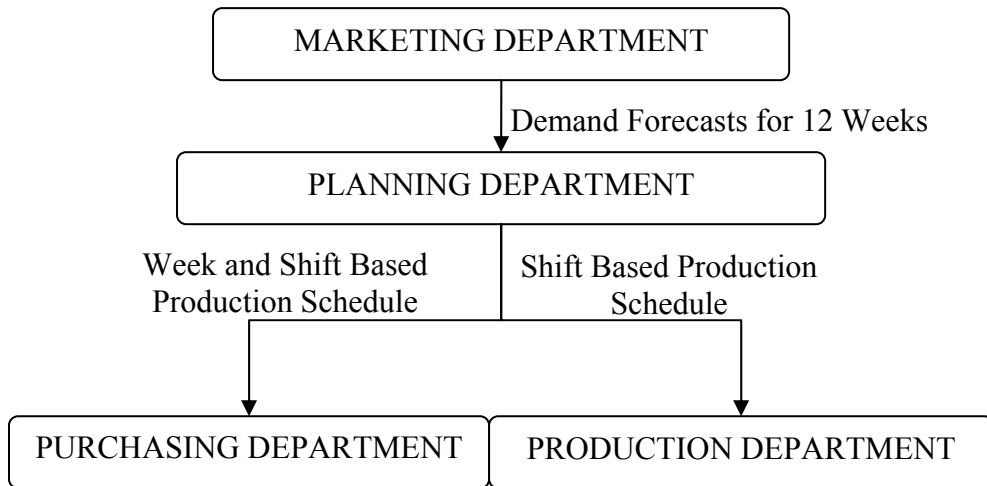 MARKETING DEPARTMENT
Demand Forecasts for 12 Weeks
PLANNING DEPARTMENT
Week and Shift Based
Production Schedule
Shift Based Production
Schedule
PURCHASING DEPARTMENT
PRODUCTION DEPARTMENT